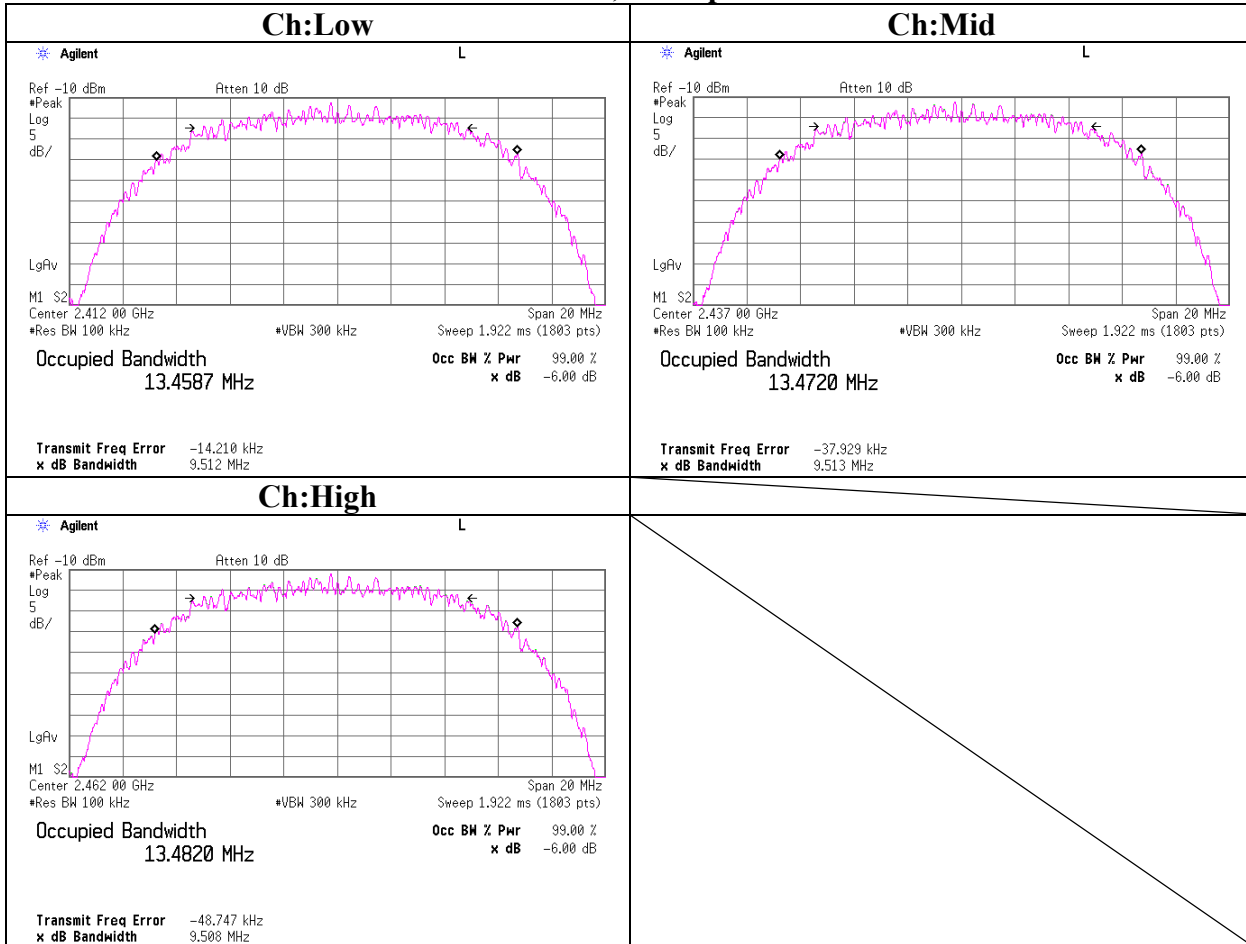 Ch:Low
Agilent
L
Ref -10 dBm Atten 10 dB
#Peak
Log
5
dB/
LgAv
M1 S2
Center 2.412 00 GHz Span 20 MHz
#Res BW 100 kHz #VBW 300 kHz Sweep 1.922 ms (1803 pts)
Occupied Bandwidth Occ BW % Pwr 99.00 %
13.4587 MHz x dB -6.00 dB
Transmit Freq Error -14.210 kHz
x dB Bandwidth 9.512 MHz
Ch:Mid
Agilent
L
Ref -10 dBm Atten 10 dB
#Peak
Log
5
dB/
LgAv
M1 S2
Center 2.437 00 GHz Span 20 MHz
#Res BW 100 kHz #VBW 300 kHz Sweep 1.922 ms (1803 pts)
Occupied Bandwidth Occ BW % Pwr 99.00 %
13.4720 MHz x dB -6.00 dB
Transmit Freq Error -37.929 kHz
x dB Bandwidth 9.513 MHz
Ch:High
Agilent
L
Ref -10 dBm Atten 10 dB
#Peak
Log
5
dB/
LgAv
M1 S2
Center 2.462 00 GHz Span 20 MHz
#Res BW 100 kHz #VBW 300 kHz Sweep 1.922 ms (1803 pts)
Occupied Bandwidth Occ BW % Pwr 99.00 %
13.4820 MHz x dB -6.00 dB
Transmit Freq Error -48.747 kHz
x dB Bandwidth 9.508 MHz